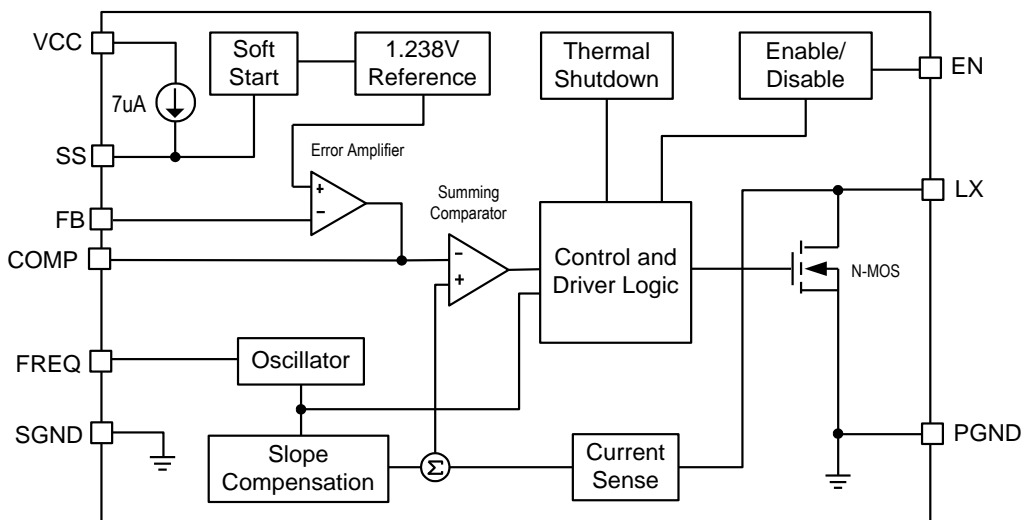 VCC
Soft
Start
1.238V
Reference
Thermal
Shutdown
Enable/
Disable
EN
7uA
SS
Error Amplifier
+
−
FB
Summing
Comparator
LX
COMP
−
+
Control and
Driver Logic
N-MOS
FREQ
Oscillator
SGND
Slope
Compensation
Σ
Current
Sense
PGND